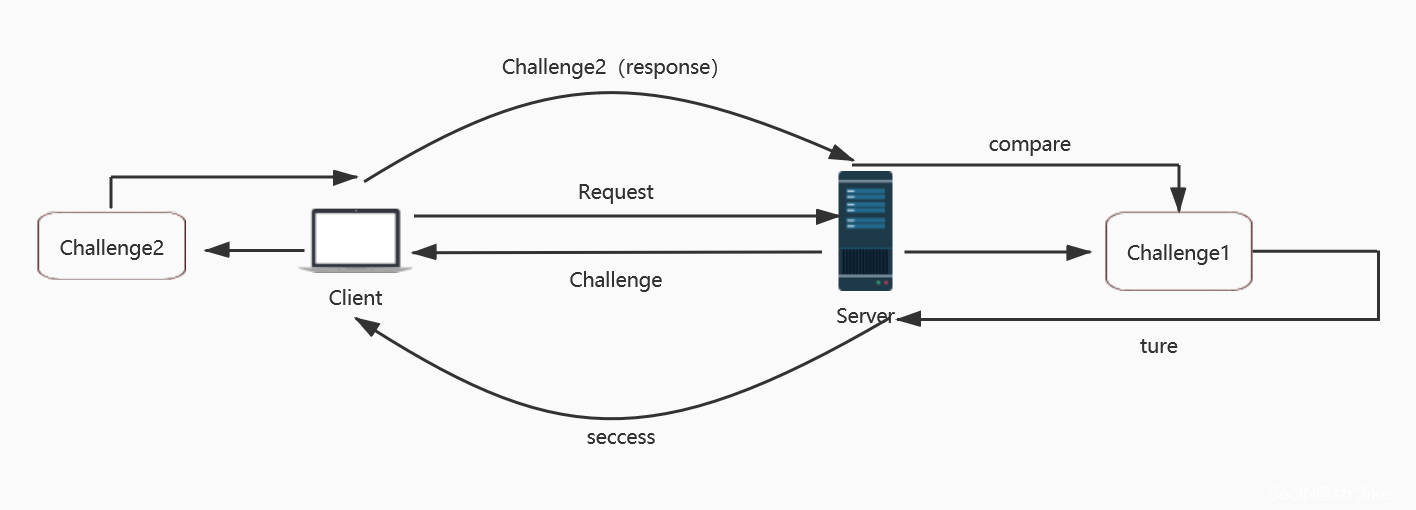 Challenge2（response）
compare
Request
Challenge2
Challenge1
Challenge
Client
Server
ture
seccess